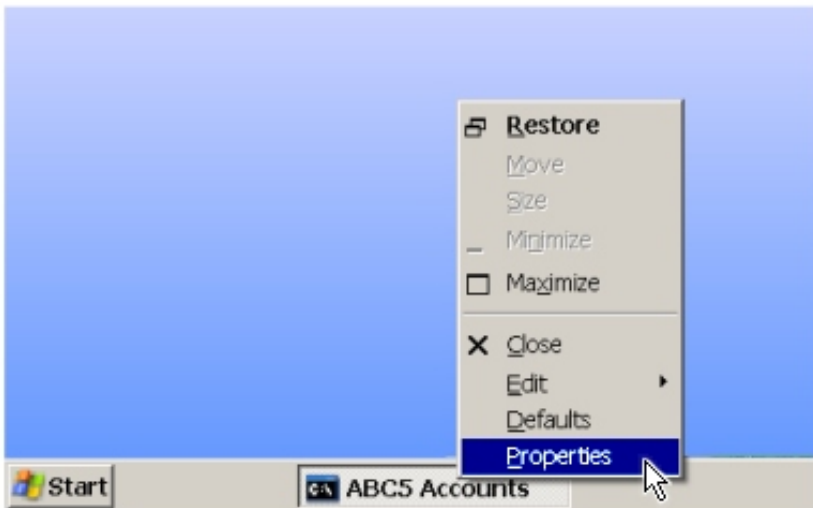 Restore
Move
Size
Minimize
Maximize
Close
Edit
Defaults
Properties
Start
C:\ ABC5 Accounts